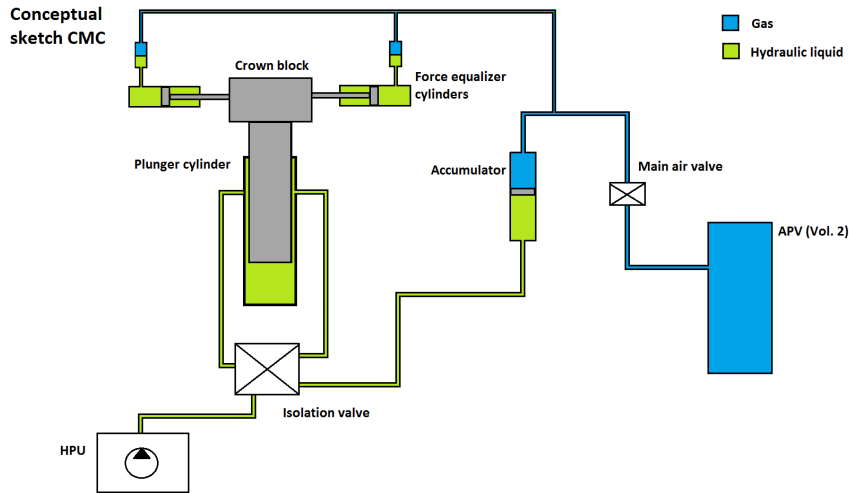 Conceptual
sketch CMC
Gas
Hydraulic liquid
Crown block
Force equalizer
cylinders
Plunger cylinder
Accumulator
Main air valve
APV (Vol. 2)
Isolation valve
HPU